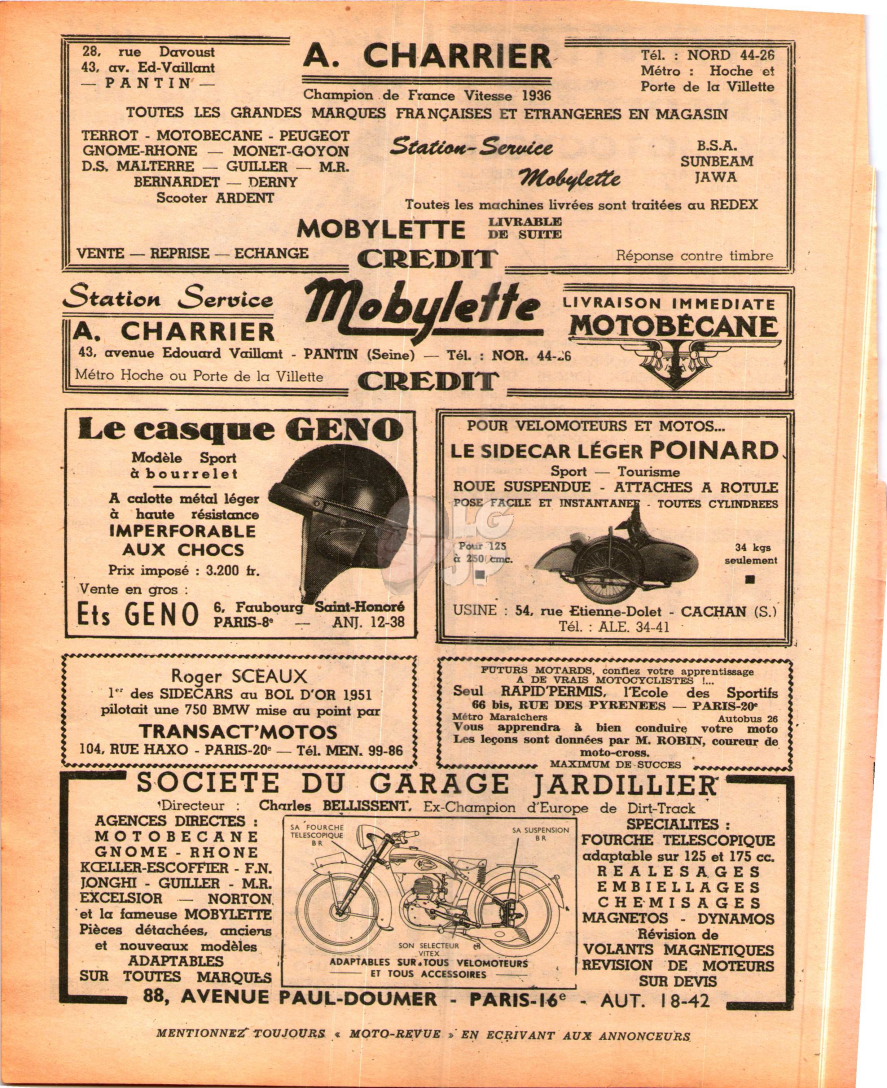 28, rue Davoust
43, av. Ed-Vaillant
— PANTIN —
A. CHARRIER
Champion de France Vitesse 1936
Tél. : NORD 44-26
Métro : Hoche et
Porte de la Villette
TOUTES LES GRANDES MARQUES FRANÇAISES ET ETRANGERES EN MAGASIN
TERROT - MOTOBECANE - PEUGEOT
GNOME-RHONE — MONET-GOYON
D.S. MALTERRE — GUILLER — M.R.
BERNARDET — DERNY
Scooter ARDENT
Station-Service
Mobylette
B.S.A.
SUNBEAM
JAWA
Toutes les machines livrées sont traitées au REDEX
MOBYLETTE LIVRABLE
DE SUITE
VENTE — REPRISE — ECHANGE
CREDIT
Réponse contre timbre
Station Service
Mobylette
LIVRAISON IMMEDIATE
MOTOBÉCANE
A. CHARRIER
43, avenue Edouard Vaillant - PANTIN (Seine) — Tél. : NOR. 44-26
Métro Hoche ou Porte de la Villette
CREDIT
Le casque GENO
Modèle Sport
à bourrelet
A calotte métal léger
à haute résistance
IMPERFORABLE
AUX CHOCS
Prix imposé : 3.200 fr.
Vente en gros :
Ets GENO
6, Faubourg Saint-Honoré
PARIS-8e — ANJ. 12-38
POUR VELOMOTEURS ET MOTOS...
LE SIDECAR LÉGER POINARD
Sport — Tourisme
ROUE SUSPENDUE - ATTACHES A ROTULE
POSE FACILE ET INSTANTANEE - TOUTES CYLINDREES
Pour 125
à 250 cmc.
34 kgs
seulement
USINE : 54, rue Etienne-Dolet - CACHAN (S.)
Tél. : ALE. 34-41
LG
JP
Roger SCEAUX
1er des SIDECARS au BOL D'OR 1951
pilotait une 750 BMW mise au point par
TRANSACT'MOTOS
104, RUE HAXO - PARIS-20e — Tél. MEN. 99-86
FUTURS MOTARDS, confiez votre apprentissage
A DE VRAIS MOTOCYCLISTES !...
Seul RAPID'PERMIS, l'Ecole des Sportifs
66 bis, RUE DES PYRENEES — PARIS-20e
Métro Maraichers Autobus 26
Vous apprendra à bien conduire votre moto
Les leçons sont données par M. ROBIN, coureur de
moto-cross.
MAXIMUM DE SUCCES
SOCIETE DU GARAGE JARDILLIER
Directeur : Charles BELLISSENT, Ex-Champion d'Europe de Dirt-Track
AGENCES DIRECTES :
MOTOBECANE
GNOME - RHONE
KŒLLER-ESCOFFIER - F.N.
JONGHI - GUILLER - M.R.
EXCELSIOR — NORTON
et la fameuse MOBYLETTE
Pièces détachées, anciens
et nouveaux modèles
ADAPTABLES
SUR TOUTES MARQUES
SA FOURCHE
TELESCOPIQUE
BR
SA SUSPENSION
BR
SON SELECTEUR
VITEX
et
ADAPTABLES SUR TOUS VELOMOTEURS
ET TOUS ACCESSOIRES
SPECIALITES :
FOURCHE TELESCOPIQUE
adaptable sur 125 et 175 cc.
REALESAGES
EMBIELLAGES
CHEMISAGES
MAGNETOS - DYNAMOS
Révision de
VOLANTS MAGNETIQUES
REVISION DE MOTEURS
SUR DEVIS
88, AVENUE PAUL-DOUMER - PARIS-16e - AUT. 18-42
MENTIONNEZ TOUJOURS « MOTO-REVUE » EN ECRIVANT AUX ANNONCEURS